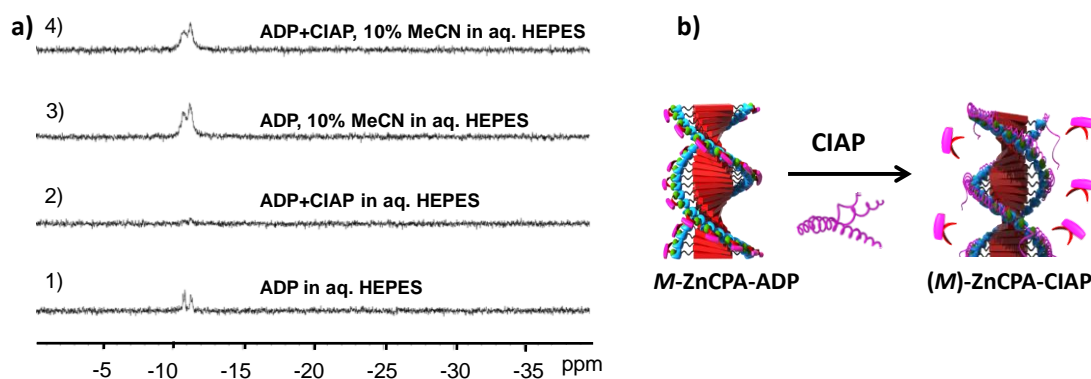 a)
4)
ADP+CIAP, 10% MeCN in aq. HEPES
3)
ADP, 10% MeCN in aq. HEPES
2)
ADP+CIAP in aq. HEPES
1)
ADP in aq. HEPES
-5 -10 -15 -20 -25 -30 -35 ppm
b)
CIAP
M-ZnCPA-ADP
(M)-ZnCPA-CIAP